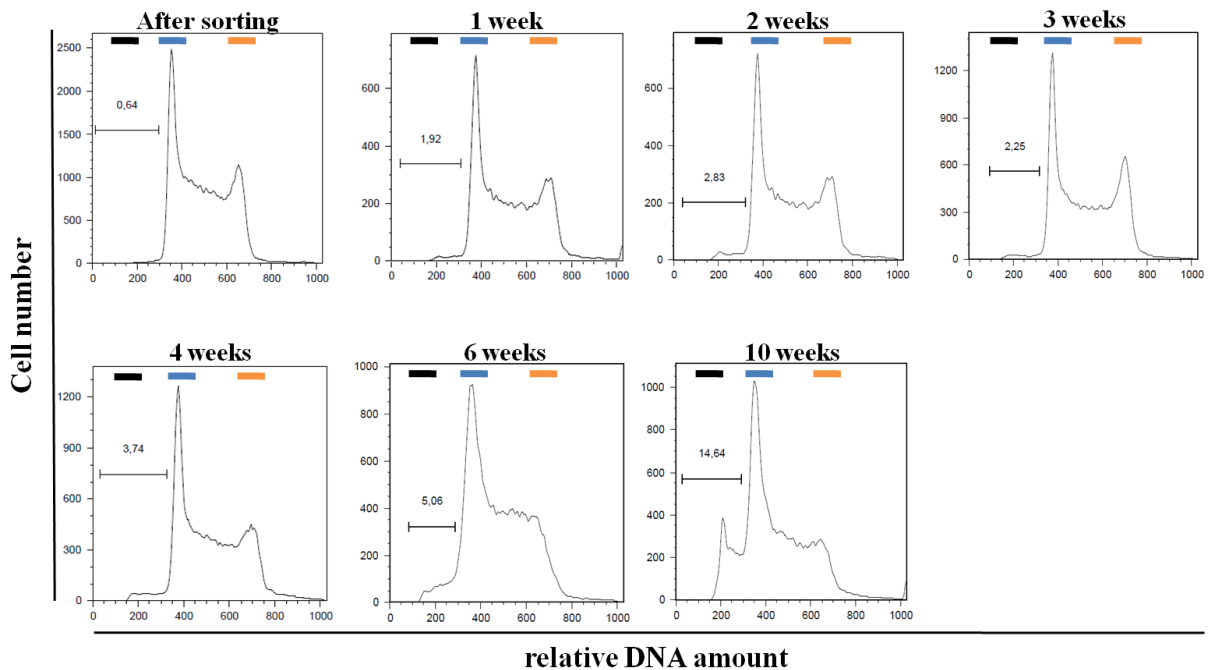 After sorting
1 week
2 weeks
3 weeks
2500
2000
1500
1000
500
0
0,64
0 200 400 600 800 1000
600
400
200
0
1,92
0 200 400 600 800 1000
600
400
200
0
2,83
0 200 400 600 800 1000
1200
900
600
300
0
2,25
0 200 400 600 800 1000
Cell number
4 weeks
6 weeks
10 weeks
1200
900
600
300
0
3,74
0 200 400 600 800 1000
1000
800
600
400
200
0
5,06
0 200 400 600 800 1000
1000
800
600
400
200
0
14,64
0 200 400 600 800 1000
relative DNA amount